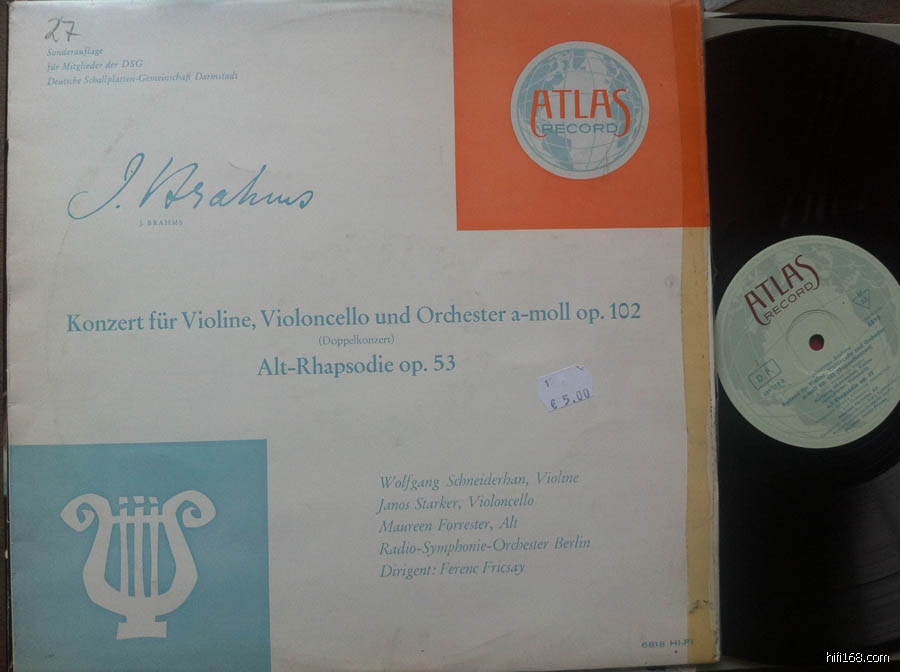 27
Sonderauflage
für Mitglieder der DSG
Deutsche Schallplatten-Gemeinschaft Darmstadt
ATLAS
RECORD
J. Brahms
J. BRAHMS
Konzert für Violine, Violoncello und Orchester a-moll op. 102
(Doppelkonzert)
Alt-Rhapsodie op. 53
€ 5.00
Wolfgang Schneiderhan, Violine
Janos Starker, Violoncello
Maureen Forrester, Alt
Radio-Symphonie-Orchester Berlin
Dirigent: Ferenc Fricsay
6818 HI-FI
ATLAS
RECORD
hifi168.com